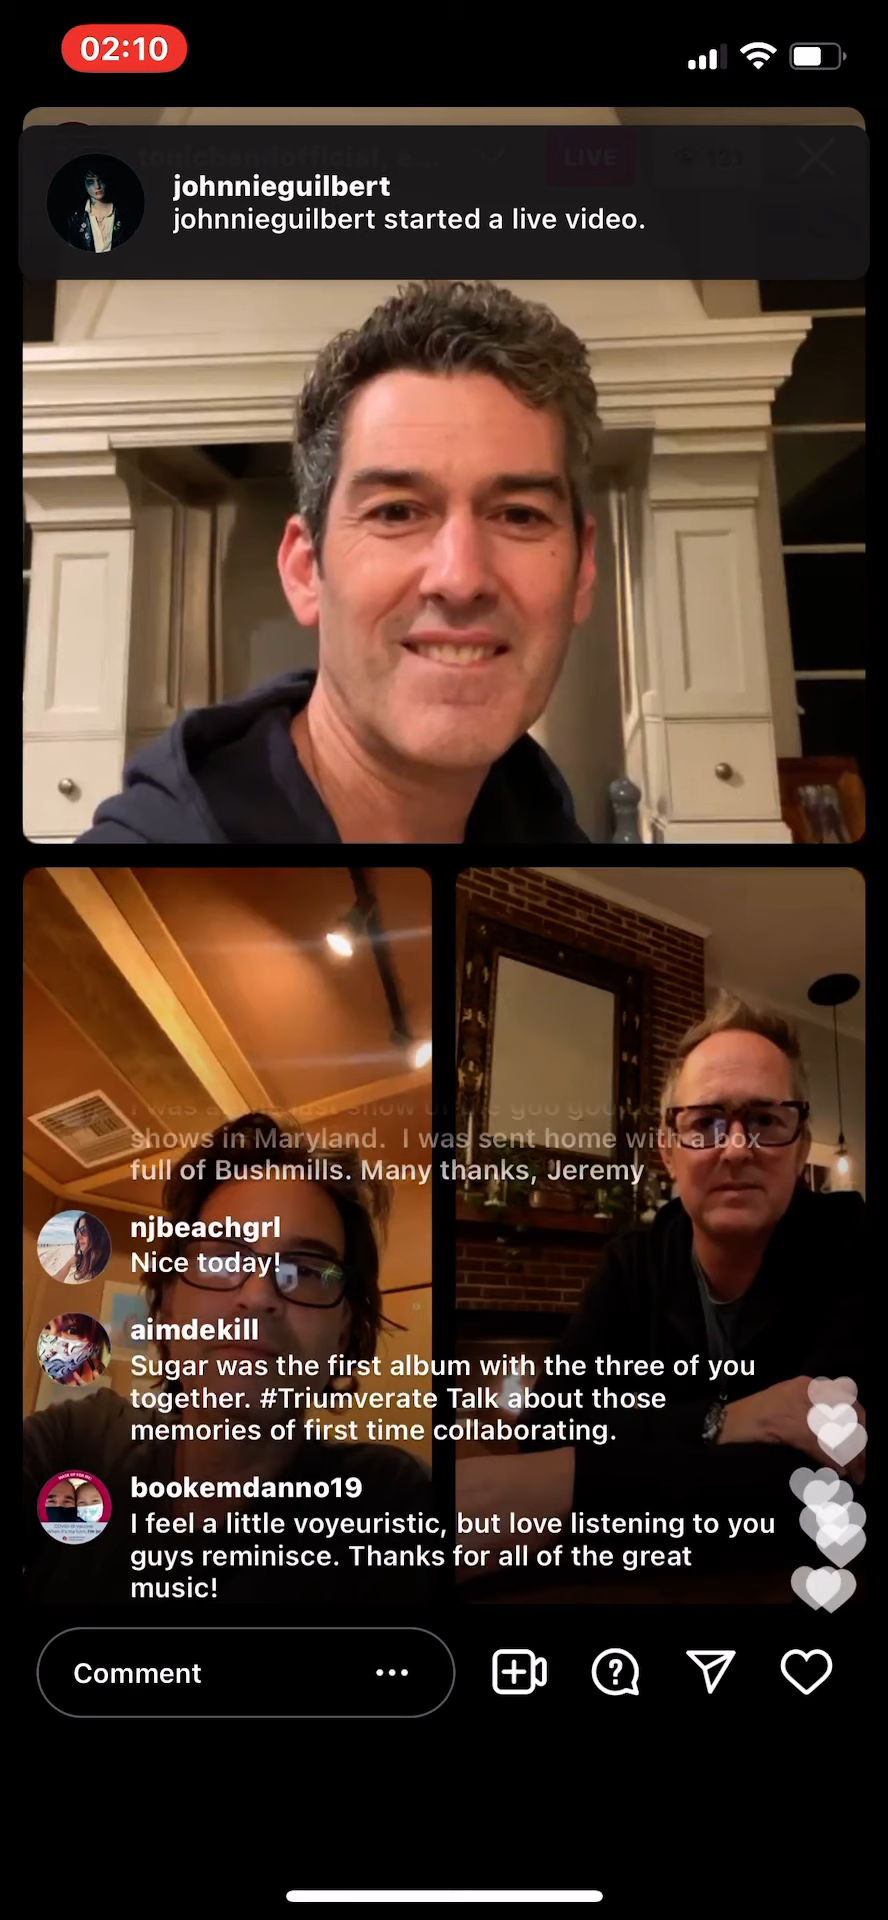 02:10
tonicbandofficial, e...
LIVE
johnnieguilbert
johnnieguilbert started a live video.
shows in Maryland. I was sent home with a box
full of Bushmills. Many thanks, Jeremy
njbeachgrl
Nice today!
aimdekill
Sugar was the first album with the three of you
together. #Triumverate Talk about those
memories of first time collaborating.
bookemdanno19
I feel a little voyeuristic, but love listening to you
guys reminisce. Thanks for all of the great
music!
Comment